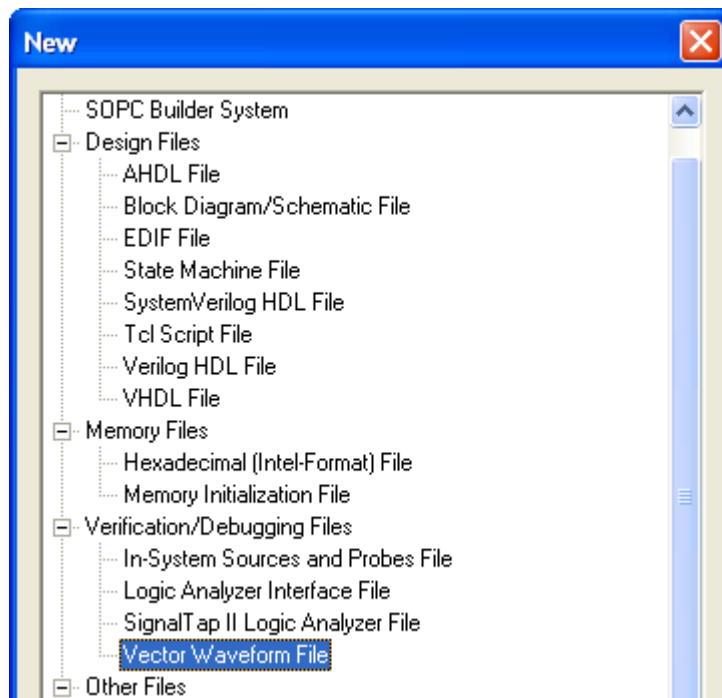 New
SOPC Builder System
Design Files
AHDL File
Block Diagram/Schematic File
EDIF File
State Machine File
SystemVerilog HDL File
Tcl Script File
Verilog HDL File
VHDL File
Memory Files
Hexadecimal (Intel-Format) File
Memory Initialization File
Verification/Debugging Files
In-System Sources and Probes File
Logic Analyzer Interface File
SignalTap II Logic Analyzer File
Vector Waveform File
Other Files